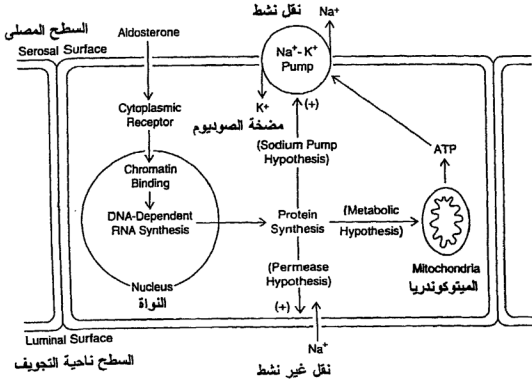 نقل نشط
Na⁺
السطح المصلى
Serosal Surface
Aldosterone
Na⁺- K⁺
Pump
K⁺
(+)
مضخة الصوديوم
Cytoplasmic
Receptor
(Sodium Pump
Hypothesis)
ATP
Chromatin
Binding
DNA-Dependent
RNA Synthesis
Protein
Synthesis
(Metabolic
Hypothesis)
Mitochondria
الميتوكوندريا
(Permease
Hypothesis)
Nucleus
النواة
(+)
Luminal Surface
Na⁺
السطح ناحية التجويف
نقل غير نشط